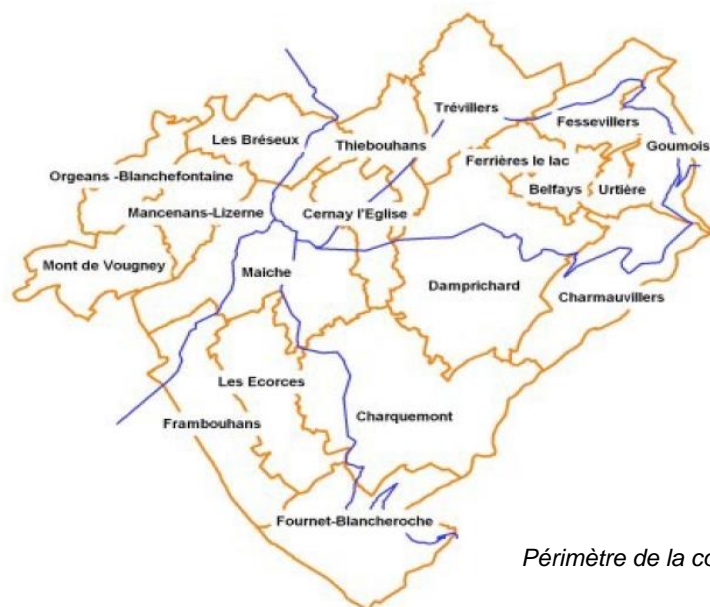 Trévillers
Fessevillers
Les Bréseux
Thiebouhans
Goumois
Ferrières le lac
Orgeans -Blanchefontaine
Belfays
Urtière
Mancenans-Lizerne
Cernay l'Eglise
Mont de Vougney
Maiche
Damprichard
Charmauvillers
Les Ecorces
Frambouhans
Charquemont
Fournet-Blancheroche
Périmètre de la co